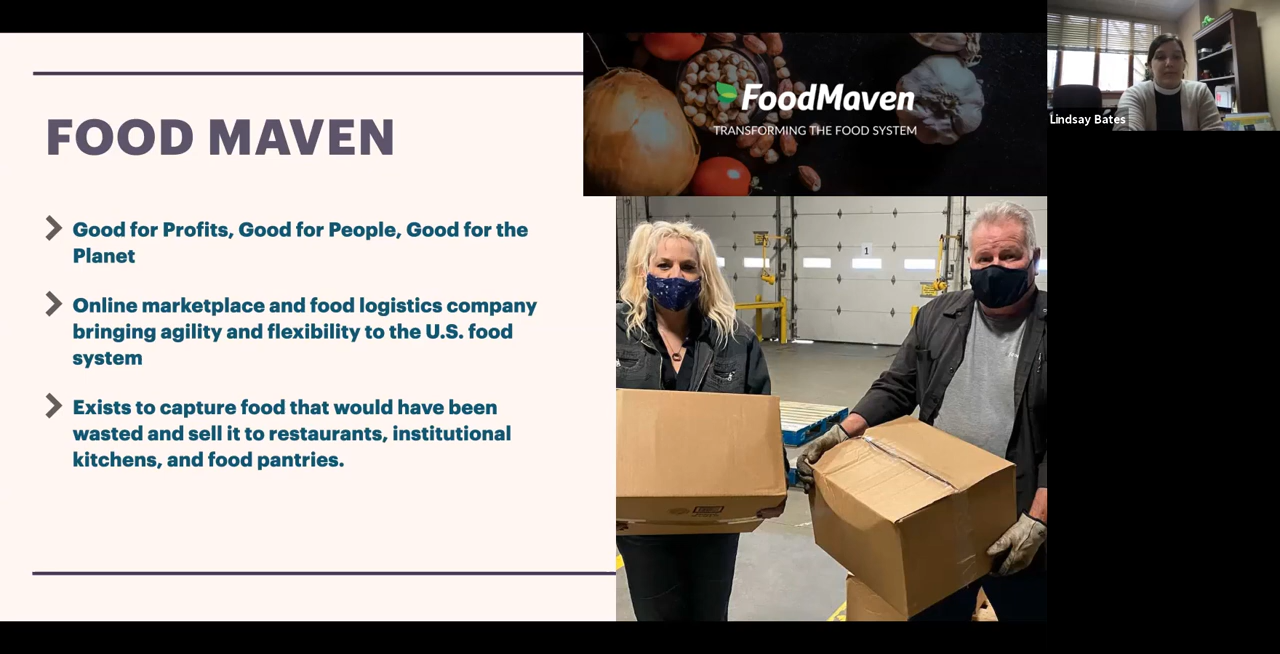 FOOD MAVEN
Good for Profits, Good for People, Good for the
Planet
Online marketplace and food logistics company
bringing agility and flexibility to the U.S. food
system
Exists to capture food that would have been
wasted and sell it to restaurants, institutional
kitchens, and food pantries.
FoodMaven
TRANSFORMING THE FOOD SYSTEM
1
Lindsay Bates